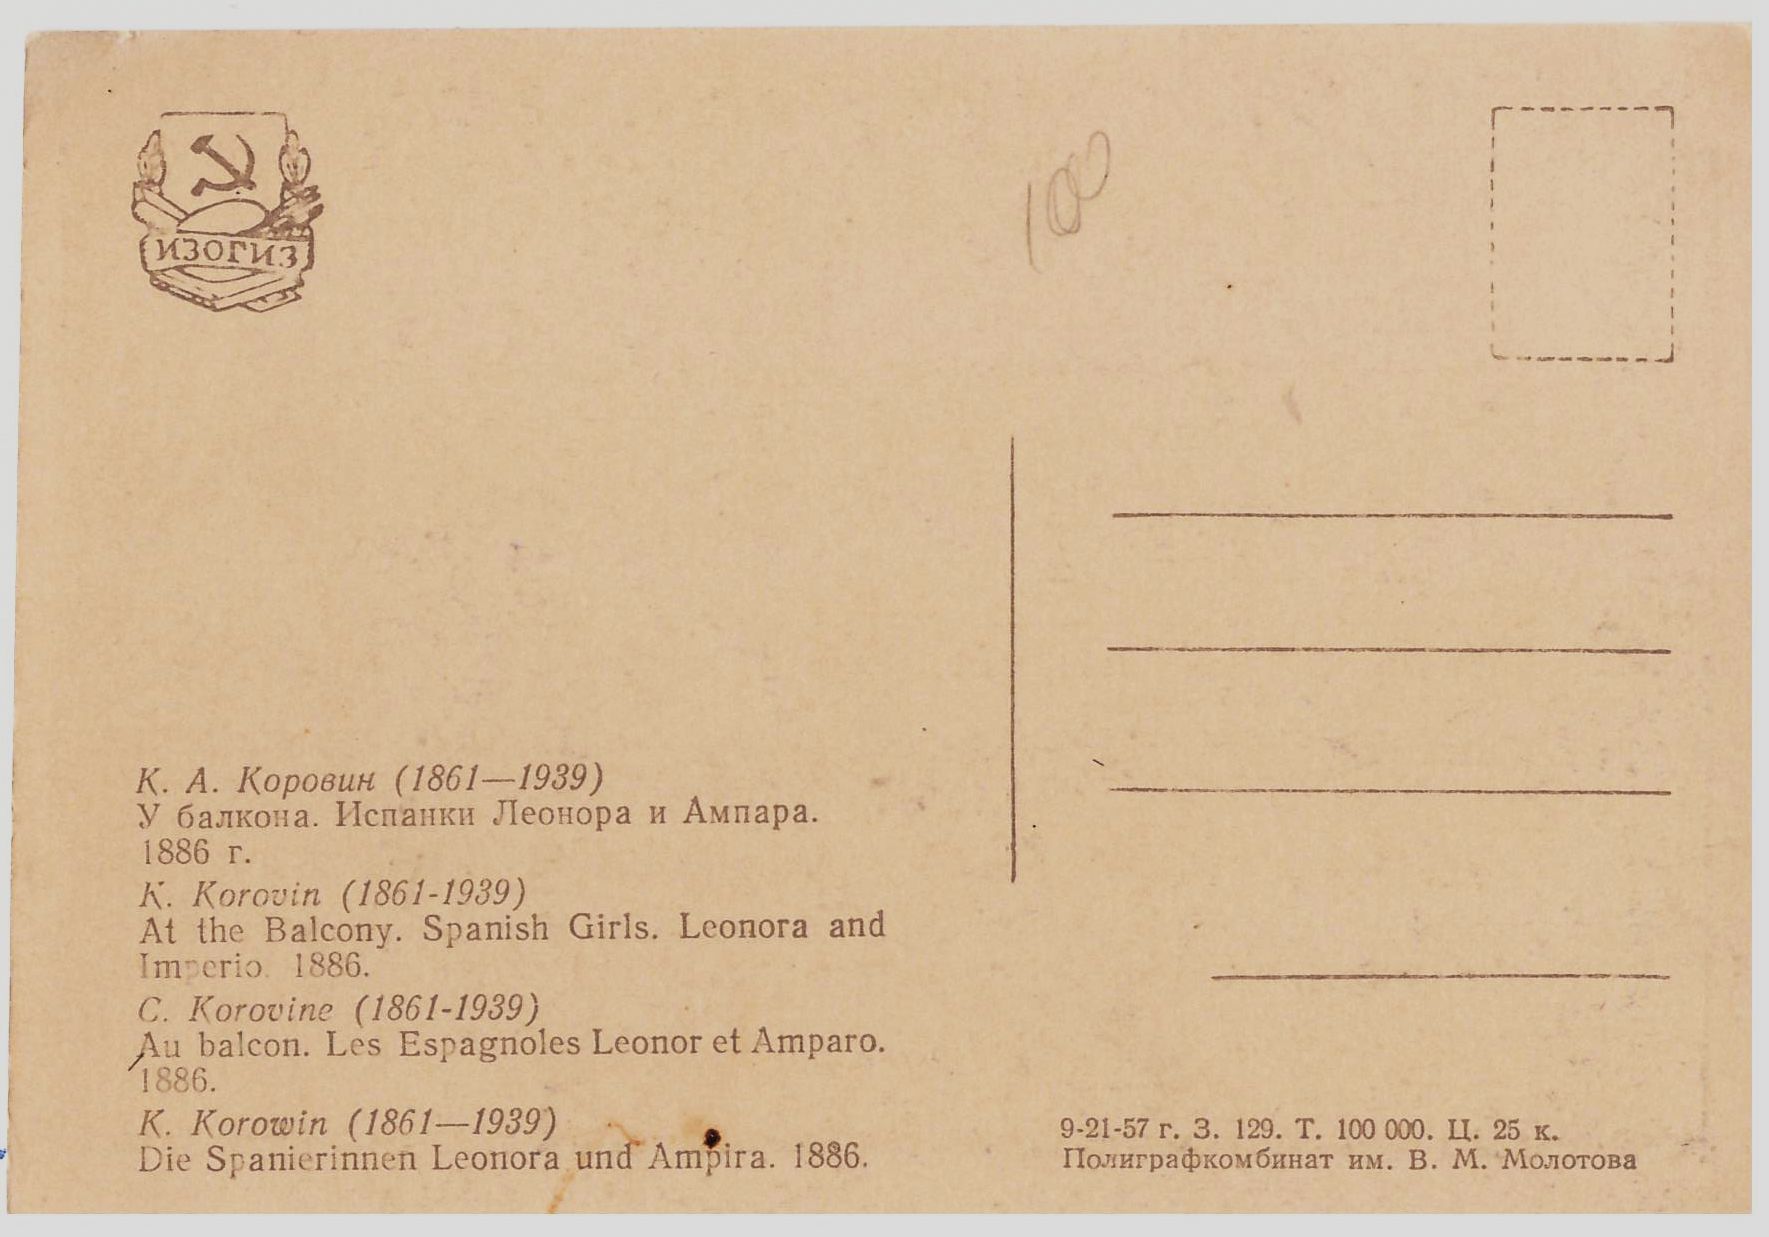 ИЗОГИЗ
100
К. А. Коровин (1861—1939)
У балкона. Испанки Леонора и Ампара.
1886 г.
K. Korovin (1861-1939)
At the Balcony. Spanish Girls. Leonora and
Imperio. 1886.
C. Korovine (1861-1939)
Au balcon. Les Espagnoles Leonor et Amparo.
1886.
K. Korowin (1861—1939)
Die Spanierinnen Leonora und Ampira. 1886.
9-21-57 г. З. 129. Т. 100 000. Ц. 25 к.
Полиграфкомбинат им. В. М. Молотова